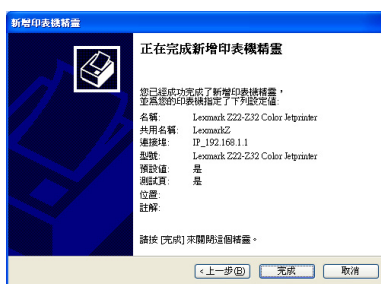 新增印表機精靈
正在完成新增印表機精靈
您已經成功完成了新增印表機精靈，
並為您的印表機指定了下列設定值:
名稱: Lexmark Z22-Z32 Color Jetprinter
共用名稱: LexmarkZ
連接埠: IP_192.168.1.1
型號: Lexmark Z22-Z32 Color Jetprinter
預設值: 是
測試頁: 是
位置:
註解:
請按 [完成] 來關閉這個精靈。
<上一步(B) 完成 取消